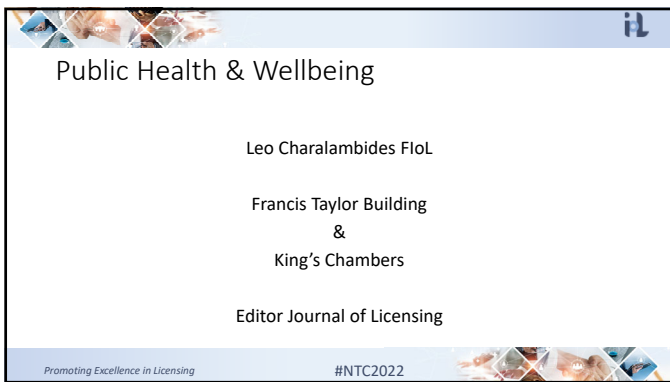 ioL
Public Health & Wellbeing
Leo Charalambides FIoL
Francis Taylor Building
&
King's Chambers
Editor Journal of Licensing
Promoting Excellence in Licensing
#NTC2022